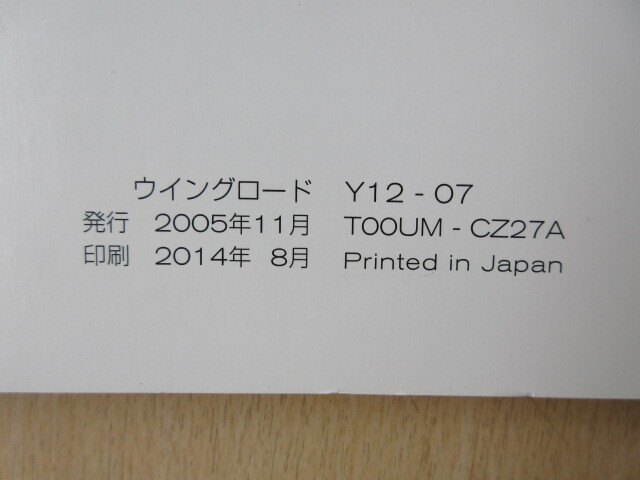 ウイングロード Y12 - 07
発行 2005年11月 T00UM - CZ27A
印刷 2014年 8月 Printed in Japan